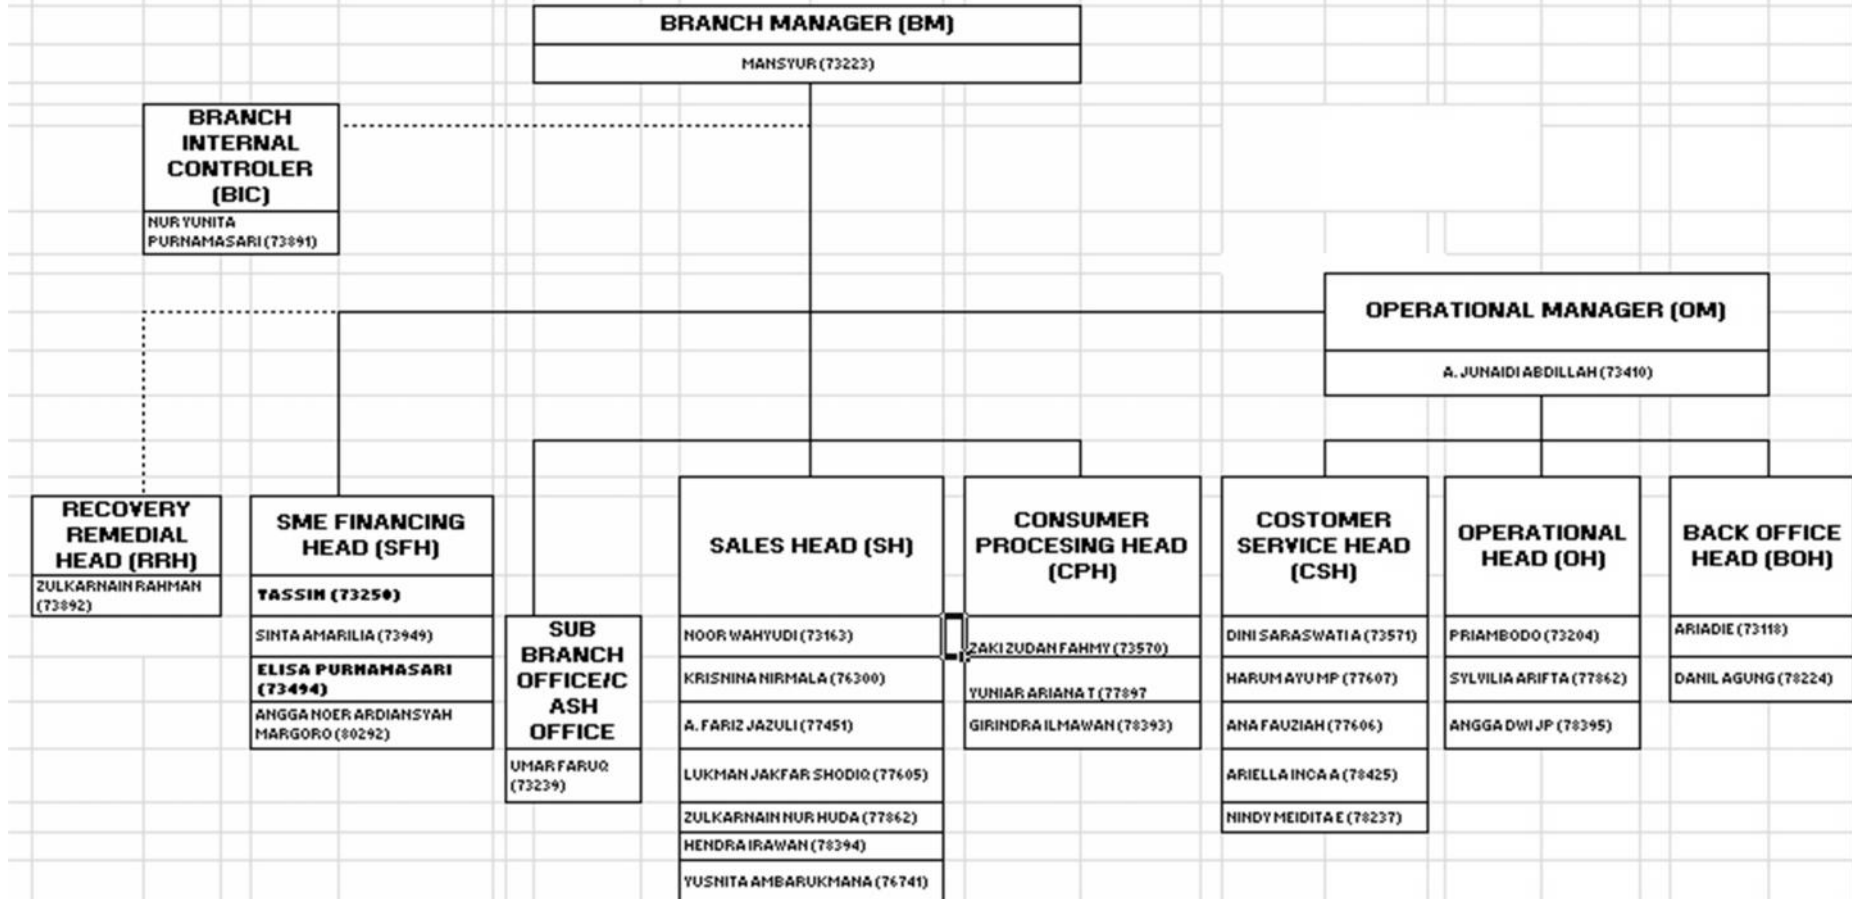 BRANCH MANAGER (BM)
MANSYUR (73223)
BRANCH
INTERNAL
CONTROLER
(BIC)
NUR YUNITA
PURNAMASARI (73891)
OPERATIONAL MANAGER (OM)
A. JUNAIDI ABDILLAH (73410)
RECOVERY
REMEDIAL
HEAD (RRH)
ZULKARNAIN RAHMAN
(73892)
SME FINANCING
HEAD (SFH)
TASSIM (73250)
SINTA AMARILIA (73949)
ELISA PURNAMASARI
(73494)
ANGGA NOER ARDIANSYAH
MARGORO (80292)
SUB
BRANCH
OFFICE/C
ASH
OFFICE
UMAR FARUQ
(73239)
SALES HEAD (SH)
NOOR WAHYUDI (73163)
KRISNINA NIRMALA (76300)
A. FARIZ JAZULI (77451)
LUKMAN JAKFAR SHODIQ (77605)
ZULKARNAIN NUR HUDA (77862)
HENDRA IRAWAN (78394)
YUSNITA AMBARUKMANA (76741)
CONSUMER
PROCESING HEAD
(CPH)
ZAKI ZUDAN FAHMY (73570)
YUNIAR ARIANA T (77897
GIRINDRA ILMAWAN (78393)
COSTOMER
SERVICE HEAD
(CSH)
DINI SARASWATI A (73571)
HARUM AYU MP (77607)
ANA FAUZIAH (77606)
ARIELLA INCA A (78425)
NINDY MEIDITA E (78237)
OPERATIONAL
HEAD (OH)
PRIAMBODO (73204)
SYLVILIA ARIFTA (77862)
ANGGA DWI JP (78395)
BACK OFFICE
HEAD (BOH)
ARIADIE (73118)
DANIL AGUNG (78224)